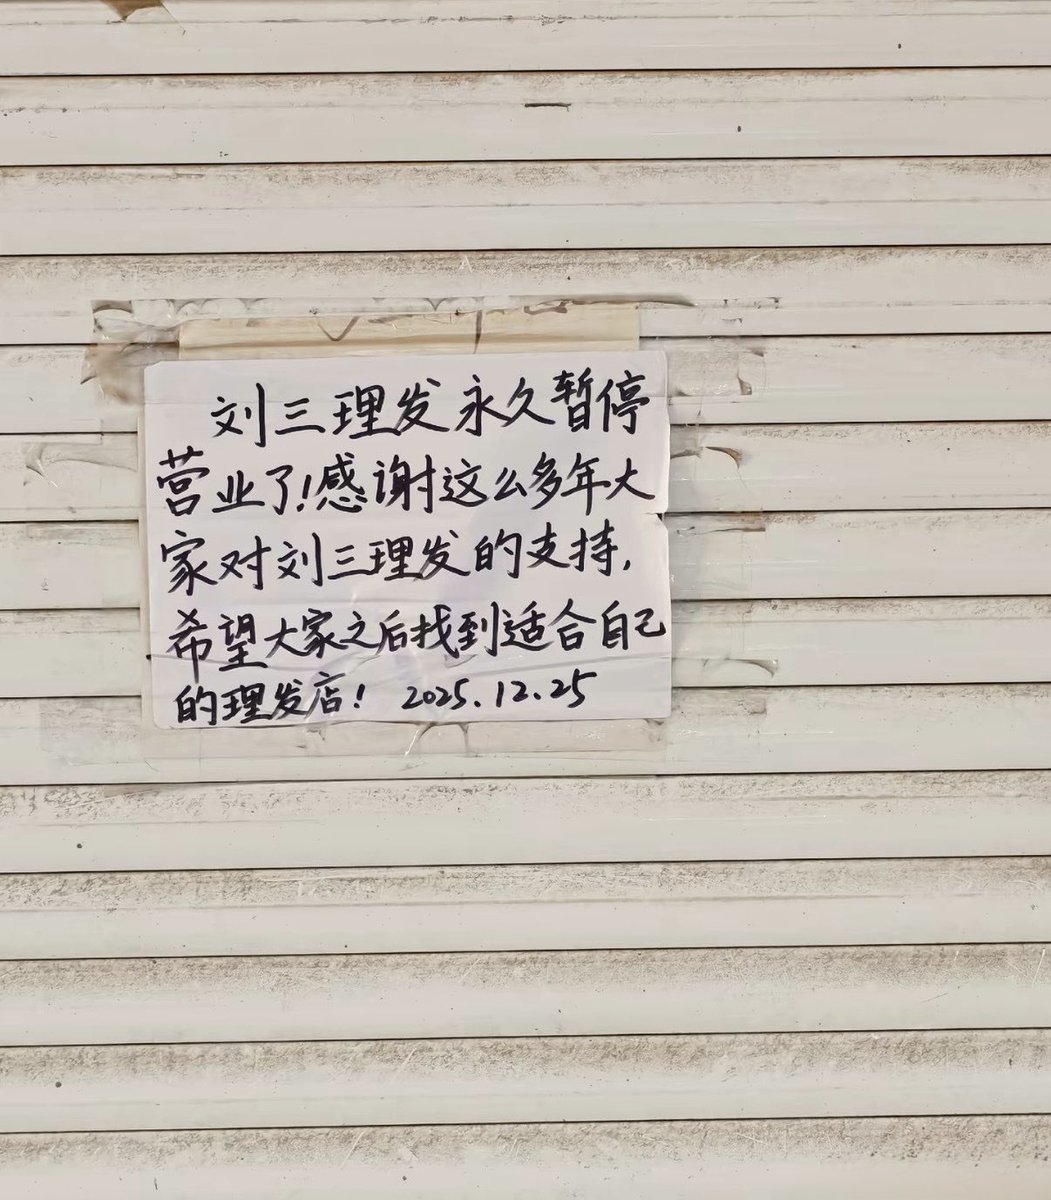 刘三理发永久暂停
营业了!感谢这么多年大
家对刘三理发的支持,
希望大家之后找到适合自己
的理发店! 2025.12.25